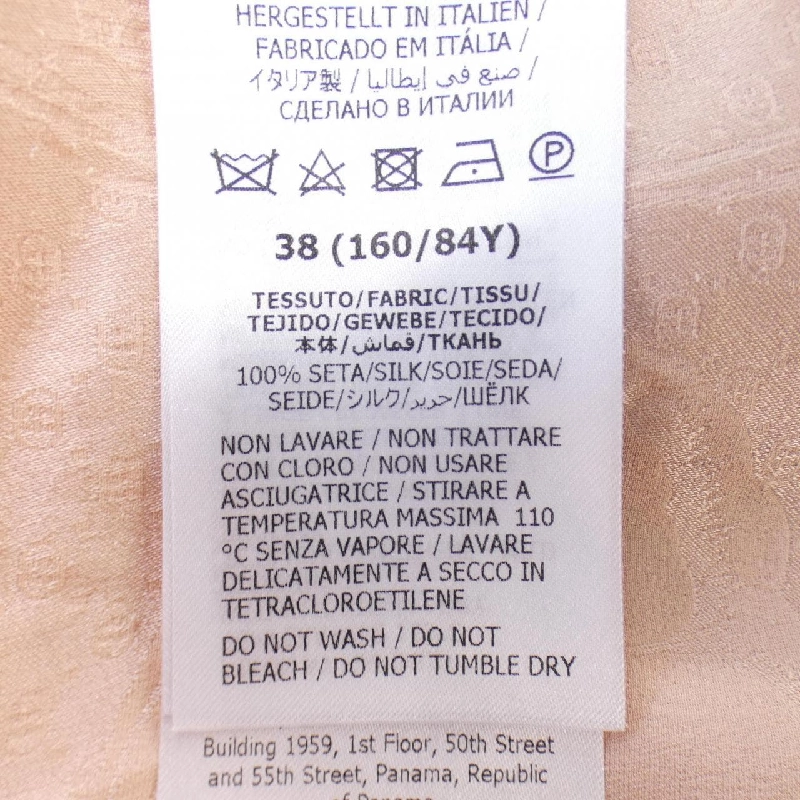 HERGESTELLT IN ITALIEN /
FABRICADO EM ITÁLIA /
イタリア製 / صنع في إيطاليا /
СДЕЛАНО В ИТАЛИИ
P
38 (160/84Y)
TESSUTO/FABRIC/TISSU/
TEJIDO/GEWEBE/TECIDO/
本体/قماش/ТКАНЬ
100% SETA/SILK/SOIE/SEDA/
SEIDE/シルク/حرير/ШЁЛК
NON LAVARE / NON TRATTARE
CON CLORO / NON USARE
ASCIUGATRICE / STIRARE A
TEMPERATURA MASSIMA 110
°C SENZA VAPORE / LAVARE
DELICATAMENTE A SECCO IN
TETRACLOROETILENE
DO NOT WASH / DO NOT
BLEACH / DO NOT TUMBLE DRY
Building 1959, 1st Floor, 50th Street
and 55th Street, Panama, Republic
of Panama